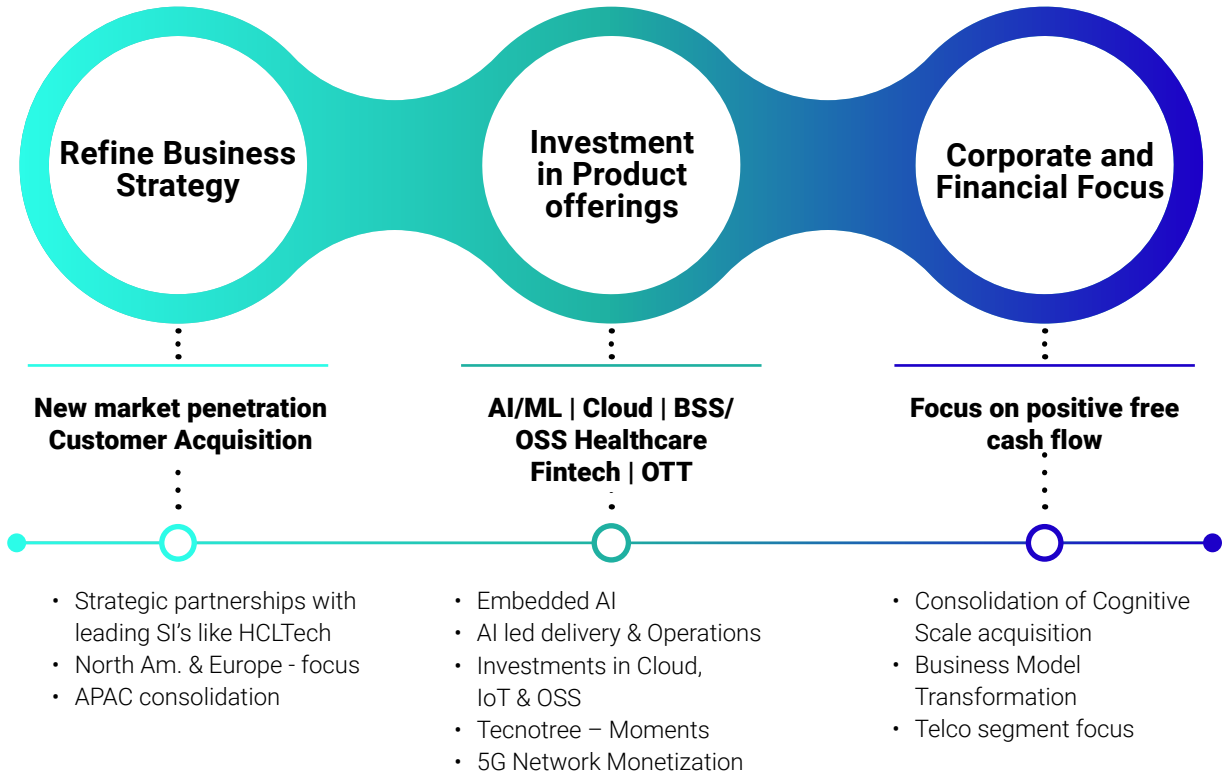 Refine Business
Strategy
Investment
in Product
offerings
Corporate and
Financial Focus
New market penetration
Customer Acquisition
AI/ML | Cloud | BSS/
OSS Healthcare
Fintech | OTT
Focus on positive free
cash flow
• Strategic partnerships with
leading SI's like HCLTech
• North Am. & Europe - focus
• APAC consolidation
• Embedded AI
• AI led delivery & Operations
• Investments in Cloud,
IoT & OSS
• Tecnotree – Moments
• 5G Network Monetization
• Consolidation of Cognitive
Scale acquisition
• Business Model
Transformation
• Telco segment focus